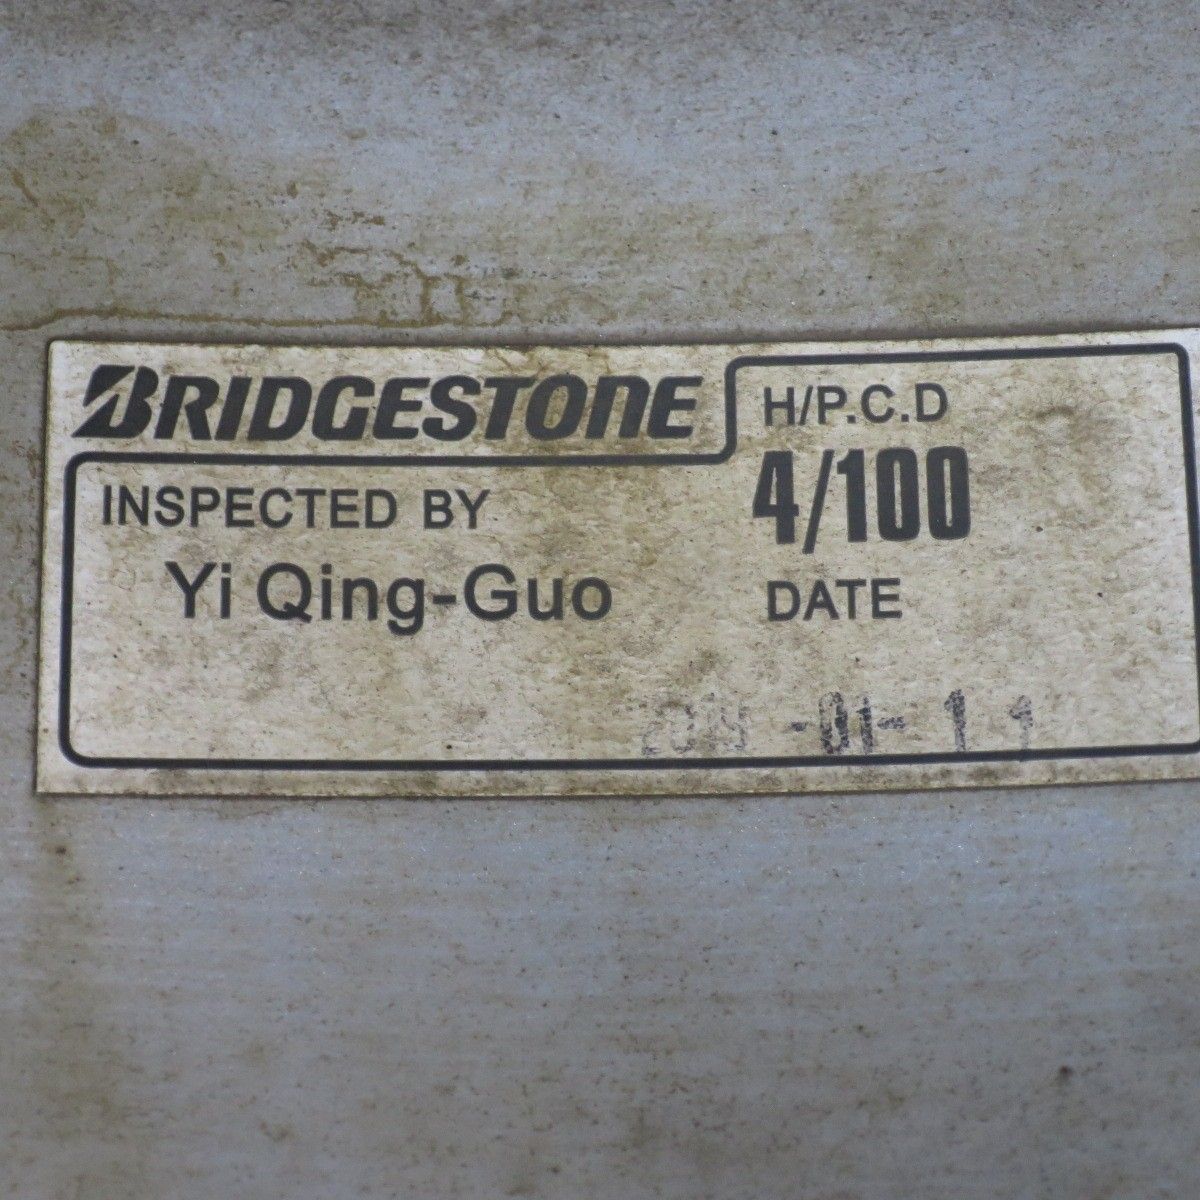 BRIDGESTONE
H/P.C.D
4/100
INSPECTED BY
Yi Qing-Guo
DATE
-01-11